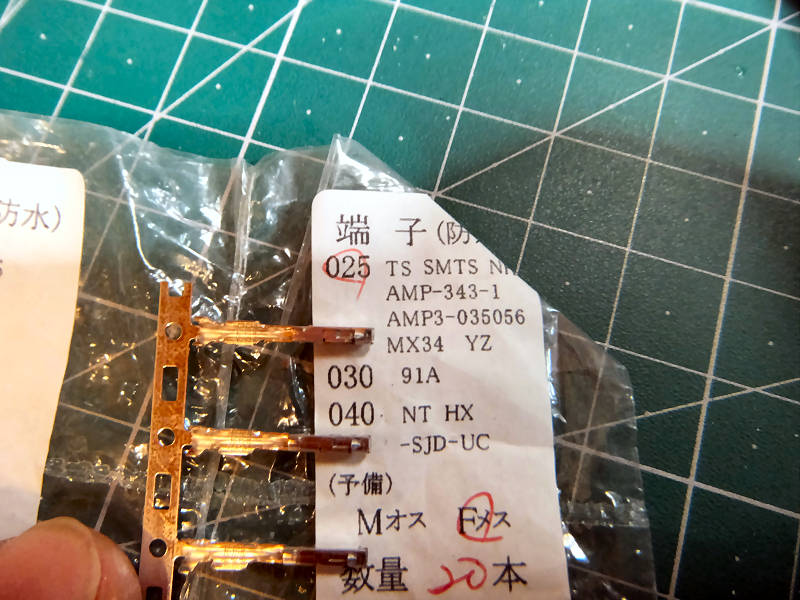 防水)
端 子 (防
025 TS SMTS
AMP-343-1
AMP3-035056
MX34 YZ
030 91A
040 NT HX
-SJD-UC
(予備)
Mオス Fメス
数量 20本